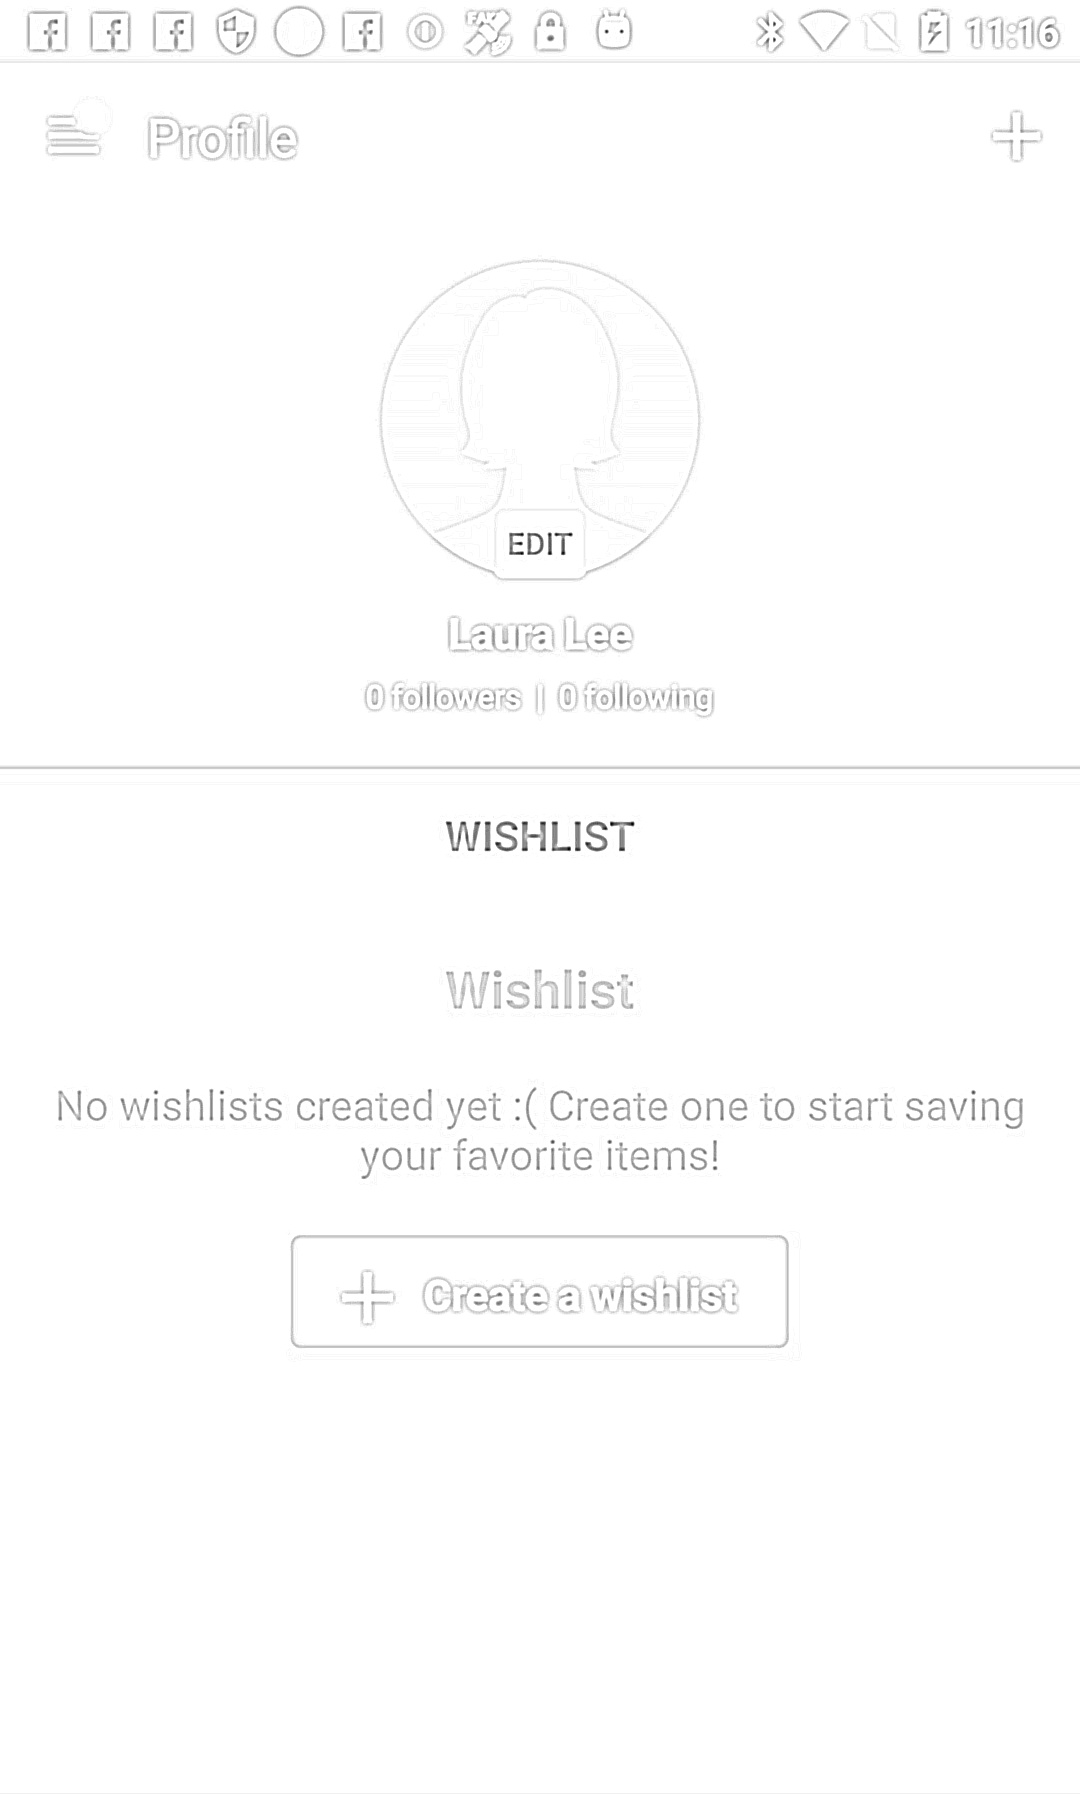 11:16
Profile
EDIT
Laura Lee
0 followers | 0 following
WISHLIST
Wishlist
No wishlists created yet :( Create one to start saving
your favorite items!
Create a wishlist